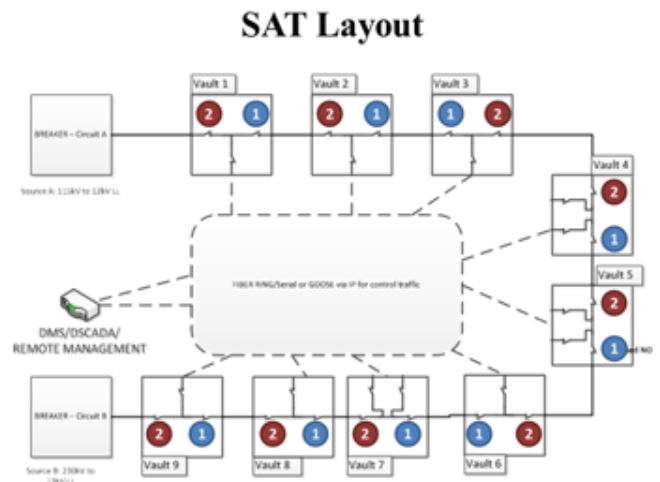 SAT Layout
Vault 1
Vault 2
Vault 3
2 1
2 1
1 2
BREAKER – Circuit A
Source A: 115kV to 12kV LL
Vault 4
2
1
FIBER RING/Serial or GOOSE via IP for control traffic
Vault 5
2
1
NO
DMS/DSCADA/
REMOTE MANAGEMENT
BREAKER – Circuit B
2 1
2 1
2 1
1 2
Vault 9
Vault 8
Vault 7
Vault 6
Source B: 230kV to
12kV LL